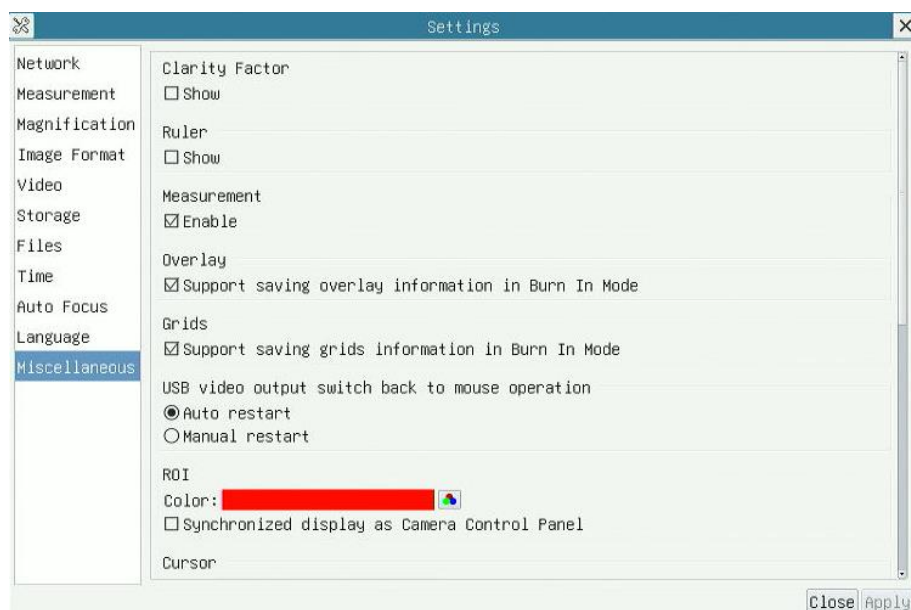 Settings
Network
Measurement
Magnification
Image Format
Video
Storage
Files
Time
Auto Focus
Language
Miscellaneous
Clarity Factor
Show
Ruler
Show
Measurement
Enable
Overlay
Support saving overlay information in Burn In Mode
Grids
Support saving grids information in Burn In Mode
USB video output switch back to mouse operation
Auto restart
Manual restart
ROI
Color:
Synchronized display as Camera Control Panel
Cursor
Close Apply